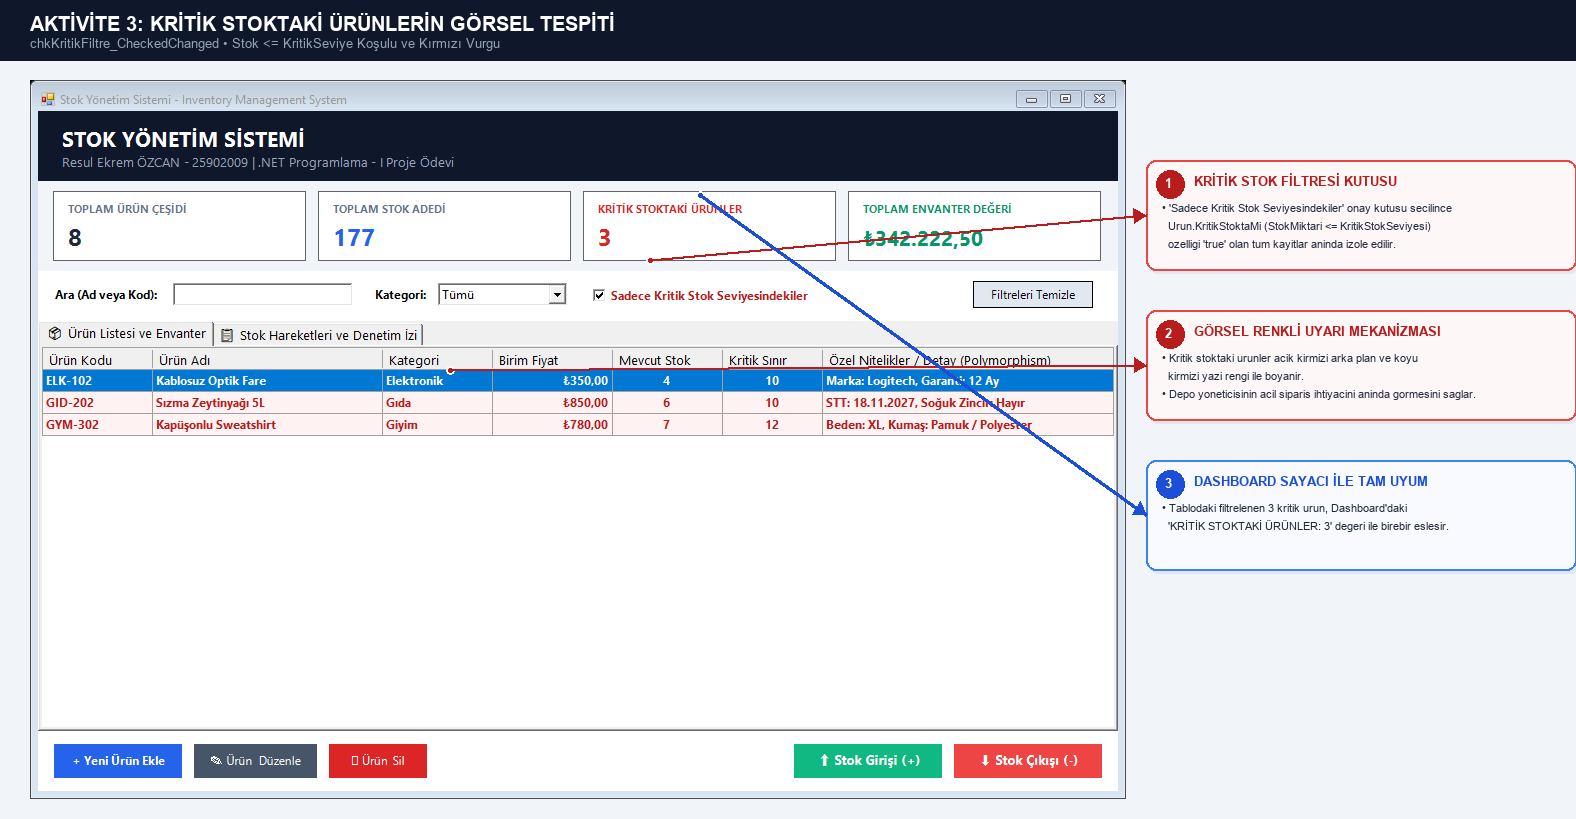 AKTİVİTE 3: KRİTİK STOKTAKİ ÜRÜNLERİN GÖRSEL TESPİTİ
chkKritikFiltre_CheckedChanged • Stok <= KritikSeviye Koşulu ve Kırmızı Vurgu
Stok Yönetim Sistemi - Inventory Management System
STOK YÖNETİM SİSTEMİ
Resul Ekrem ÖZCAN - 25902009 | .NET Programlama - I Proje Ödevi
TOPLAM ÜRÜN ÇEŞİDİ
8
TOPLAM STOK ADEDİ
177
KRİTİK STOKTAKİ ÜRÜNLER
3
TOPLAM ENVANTER DEĞERİ
₺342.222,50
Ara (Ad veya Kod):
Kategori: Tümü
Sadece Kritik Stok Seviyesindekiler
Filtreleri Temizle
Ürün Listesi ve Envanter
Stok Hareketleri ve Denetim İzi
Ürün Kodu Ürün Adı Kategori Birim Fiyat Mevcut Stok Kritik Sınır Özel Nitelikler / Detay (Polymorphism)
ELK-102 Kablosuz Optik Fare Elektronik ₺350,00 4 10 Marka: Logitech, Garanti: 12 Ay
GID-202 Sızma Zeytinyağı 5L Gıda ₺850,00 6 10 STT: 18.11.2027, Soğuk Zincir: Hayır
GYM-302 Kapüşonlu Sweatshirt Giyim ₺780,00 7 12 Beden: XL, Kumaş: Pamuk / Polyester
+ Yeni Ürün Ekle
Ürün Düzenle
Ürün Sil
Stok Girişi (+)
Stok Çıkışı (-)
1 KRİTİK STOK FİLTRESİ KUTUSU
• 'Sadece Kritik Stok Seviyesindekiler' onay kutusu secilince
Urun.KritikStoktaMi (StokMiktari <= KritikStokSeviyesi)
ozelligi 'true' olan tum kayitlar aninda izole edilir.
2 GÖRSEL RENKLİ UYARI MEKANİZMASI
• Kritik stoktaki urunler acik kirmizi arka plan ve koyu
kirmizi yazi rengi ile boyanir.
• Depo yoneticisinin acil siparis ihtiyacini aninda gormesini saglar.
3 DASHBOARD SAYACI İLE TAM UYUM
• Tablodaki filtrelenen 3 kritik urun, Dashboard'daki
'KRİTİK STOKTAKİ ÜRÜNLER: 3' degeri ile birebir eslesir.